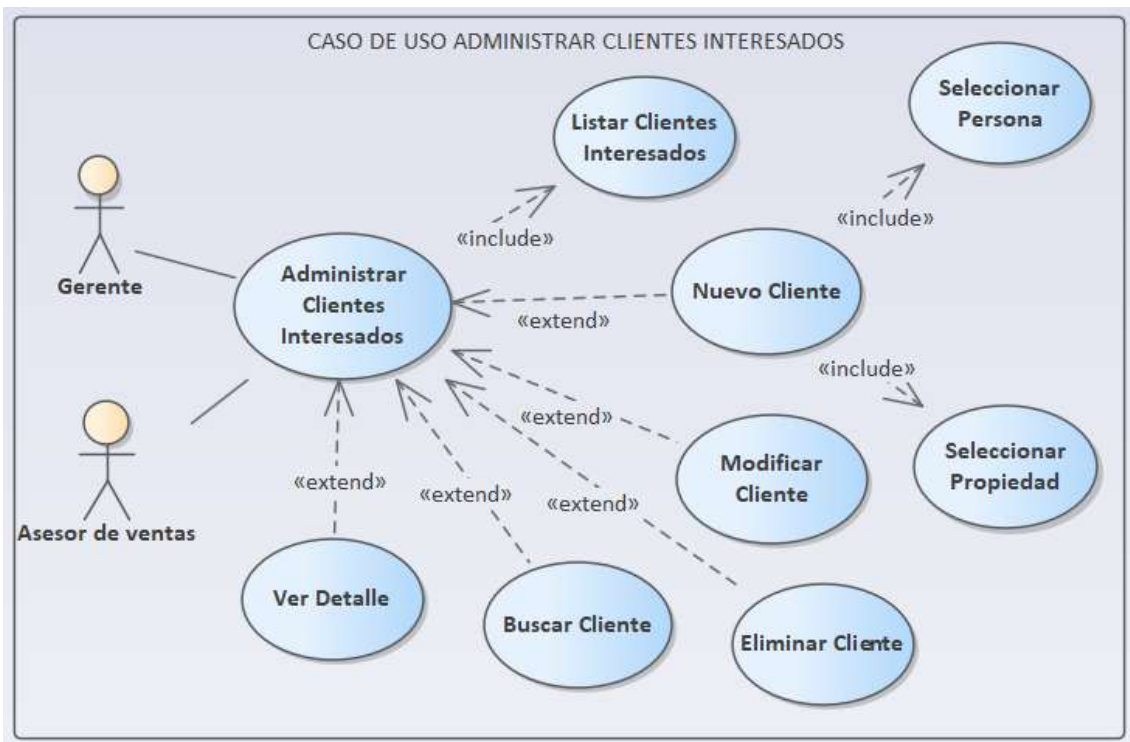 CASO DE USO ADMINISTRAR CLIENTES INTERESADOS
Seleccionar
Persona
Listar Clientes
Interesados
«include»
«include»
Gerente
Administrar
Clientes
Interesados
Nuevo Cliente
«extend»
«include»
«extend»
Modificar
Cliente
Seleccionar
Propiedad
«extend»
«extend»
«extend»
Asesor de ventas
Ver Detalle
Buscar Cliente
Eliminar Cliente